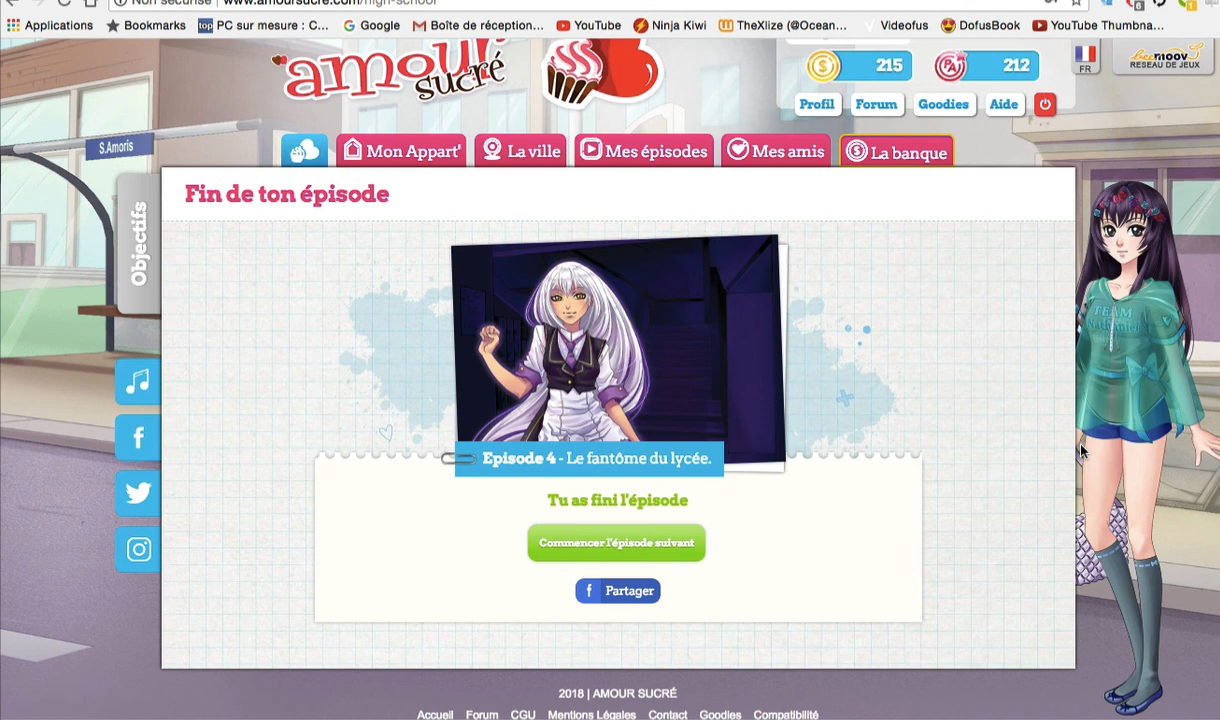 Non sécurisé | www.amoursucre.com/high-school
Applications Bookmarks top PC sur mesure : C... Google Boîte de réception... YouTube Ninja Kiwi TheXlize (@Ocean... Videofus DofusBook YouTube Thumbna...
amour sucré
215 212
FR
beemoov
RESEAU DE JEUX
Profil Forum Goodies Aide
S.Amoris
Mon Appart' La ville Mes épisodes Mes amis La banque
Fin de ton épisode
Objectifs
TEAM
Episode 4 - Le fantôme du lycée.
Tu as fini l'épisode
Commencer l'épisode suivant
Partager
2018 | AMOUR SUCRÉ
Accueil Forum CGU Mentions Légales Contact Goodies Compatibilité